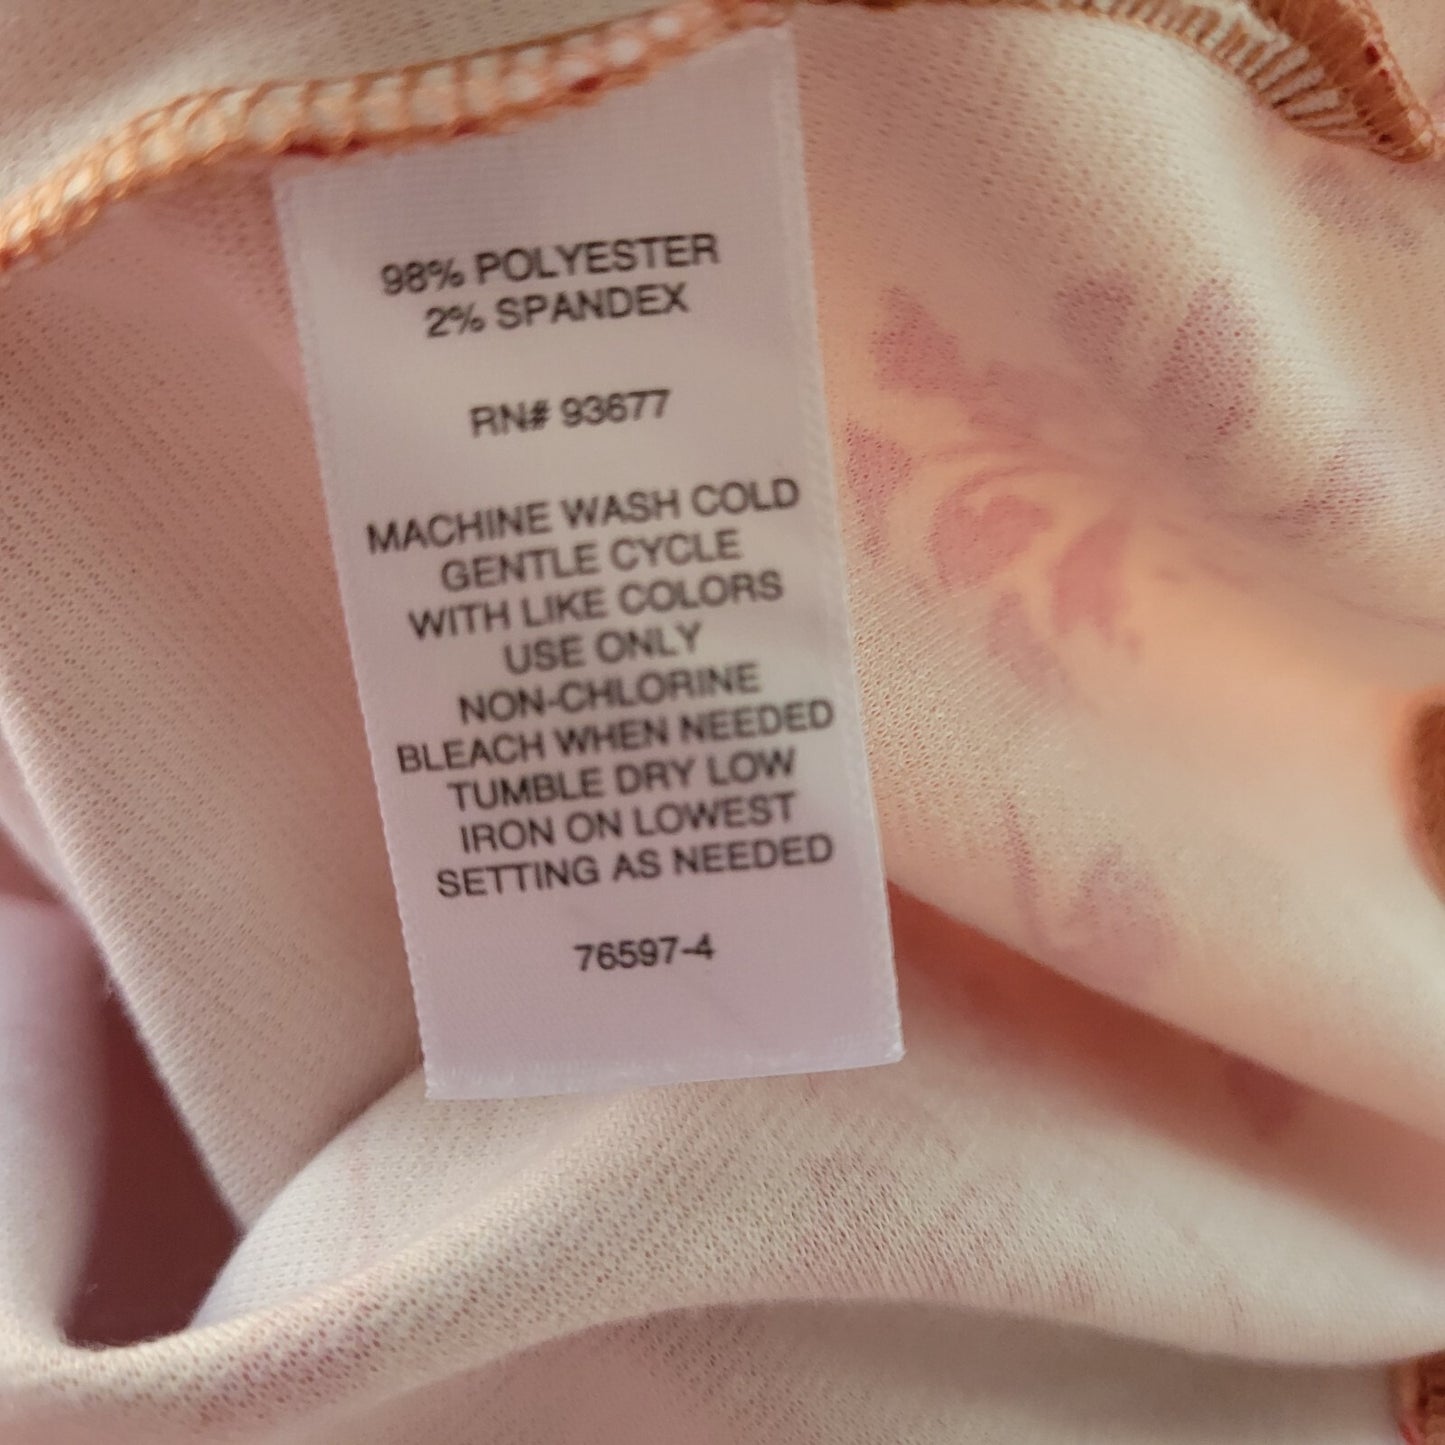 98% POLYESTER
2% SPANDEX
RN# 93677
MACHINE WASH COLD
GENTLE CYCLE
WITH LIKE COLORS
USE ONLY
NON-CHLORINE
BLEACH WHEN NEEDED
TUMBLE DRY LOW
IRON ON LOWEST
SETTING AS NEEDED
76597-4